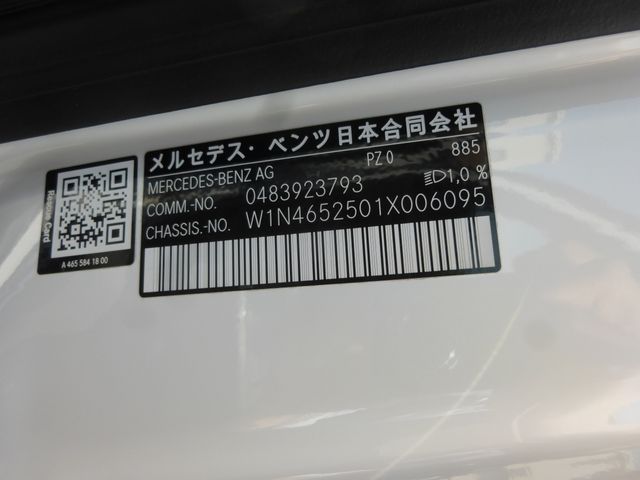 メルセデス・ベンツ日本合同会社
MERCEDES-BENZ AG PZ 0 885
COMM.-NO. 0483923793 1,0 %
CHASSIS.-NO. W1N4652501X006095
Rescue Card
A 465 584 18 00